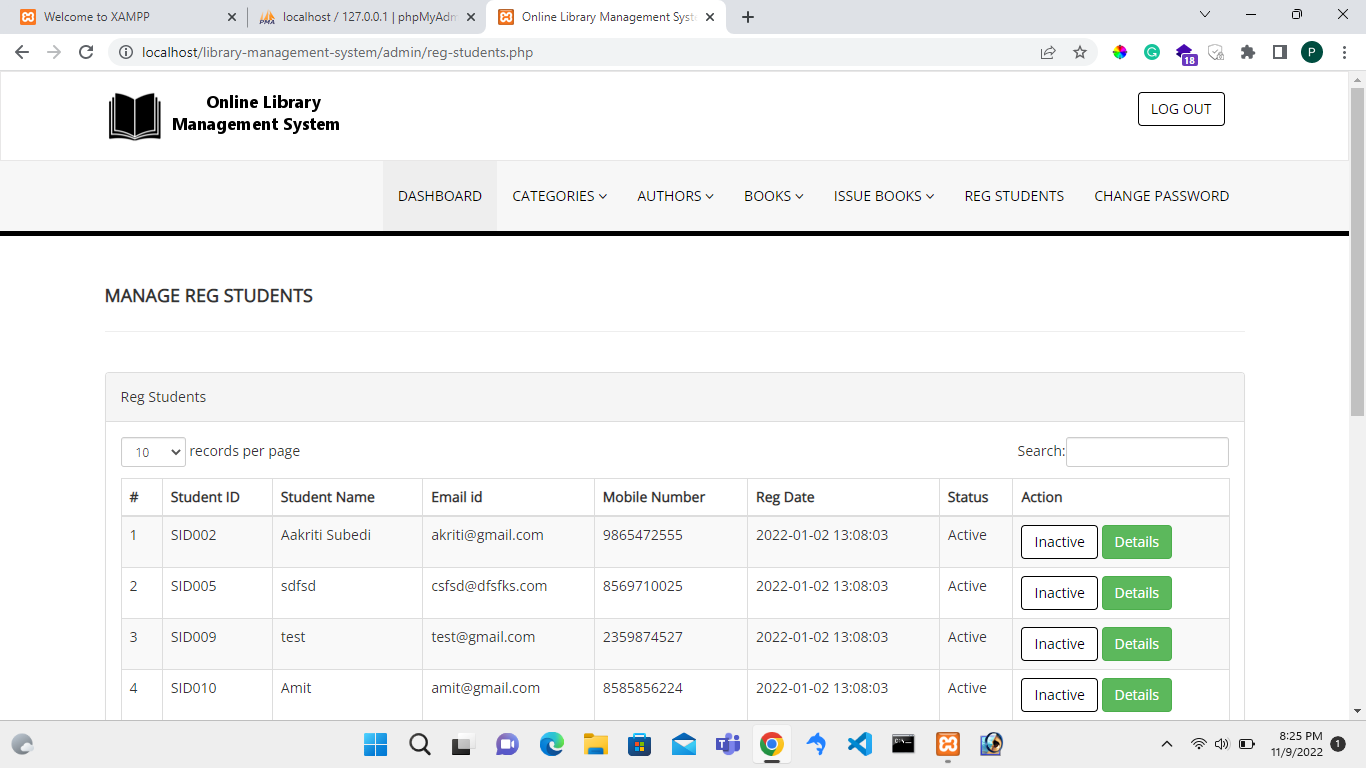 Welcome to XAMPP
localhost / 127.0.0.1 | phpMyAdm
Online Library Management Syst
localhost/library-management-system/admin/reg-students.php
18
P
Online Library
Management System
LOG OUT
DASHBOARD CATEGORIES AUTHORS BOOKS ISSUE BOOKS REG STUDENTS CHANGE PASSWORD
MANAGE REG STUDENTS
Reg Students
10 records per page Search:
# Student ID Student Name Email id Mobile Number Reg Date Status Action
1 SID002 Aakriti Subedi akriti@gmail.com 9865472555 2022-01-02 13:08:03 Active Inactive Details
2 SID005 sdfsd csfsd@dfsfks.com 8569710025 2022-01-02 13:08:03 Active Inactive Details
3 SID009 test test@gmail.com 2359874527 2022-01-02 13:08:03 Active Inactive Details
4 SID010 Amit amit@gmail.com 8585856224 2022-01-02 13:08:03 Active Inactive Details
8:25 PM
11/9/2022
1